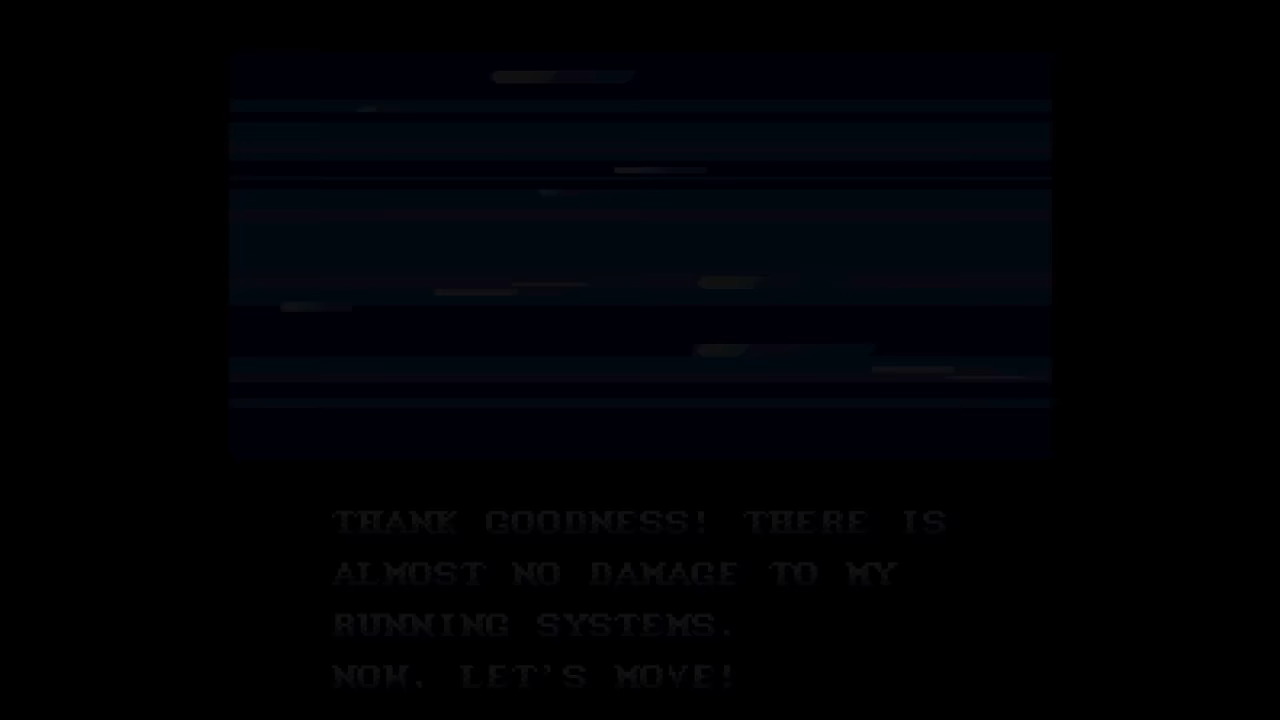 THANK GOODNESS! THERE IS
ALMOST NO DAMAGE TO MY
RUNNING SYSTEMS.
NOW. LET'S MOVE!